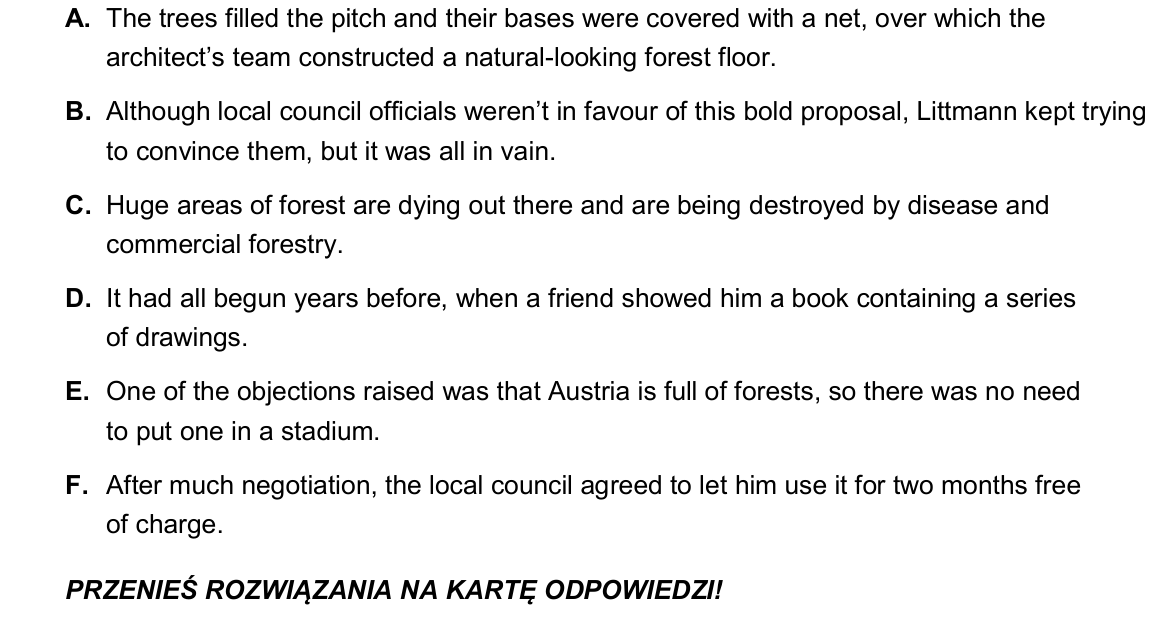 A. The trees filled the pitch and their bases were covered with a net, over which the
architect’s team constructed a natural-looking forest floor.
B. Although local council officials weren’t in favour of this bold proposal, Littmann kept trying
to convince them, but it was all in vain.
C. Huge areas of forest are dying out there and are being destroyed by disease and
commercial forestry.
D. It had all begun years before, when a friend showed him a book containing a series
of drawings.
E. One of the objections raised was that Austria is full of forests, so there was no need
to put one in a stadium.
F. After much negotiation, the local council agreed to let him use it for two months free
of charge.
PRZENIEŚ ROZWIĄZANIA NA KARTĘ ODPOWIEDZI!